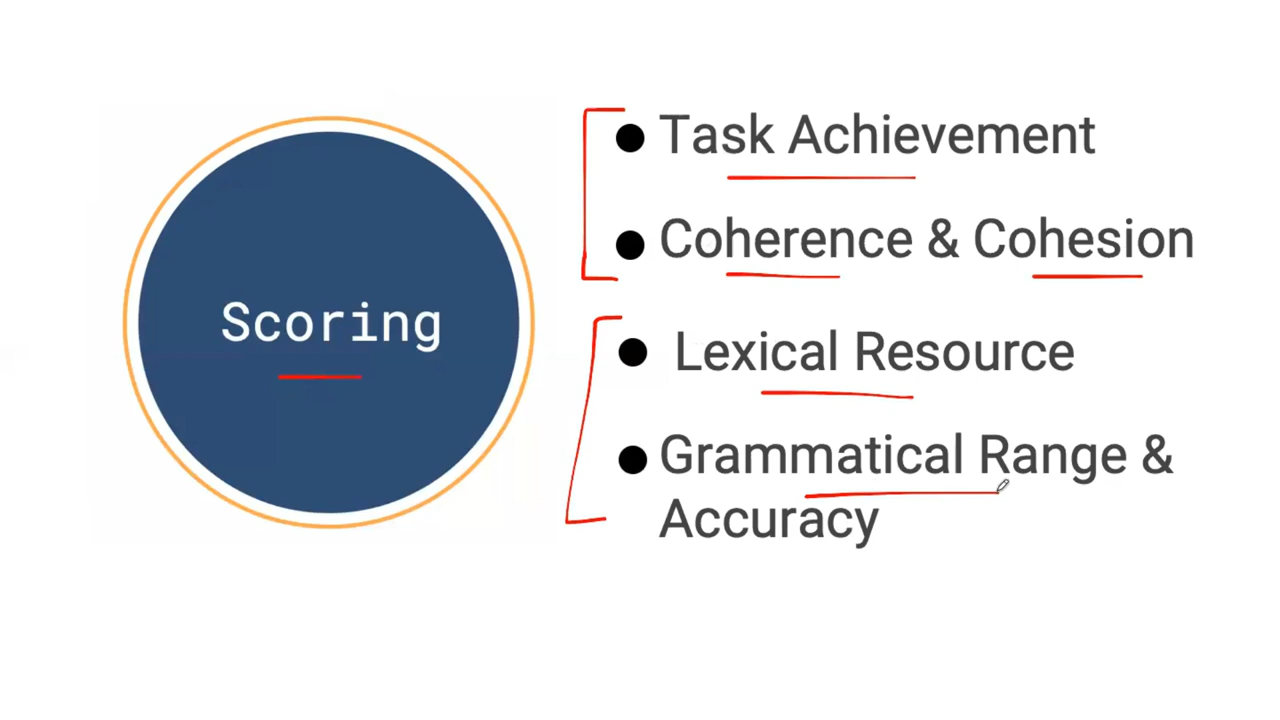 Scoring
● Task Achievement
● Coherence & Cohesion
● Lexical Resource
● Grammatical Range &
Accuracy